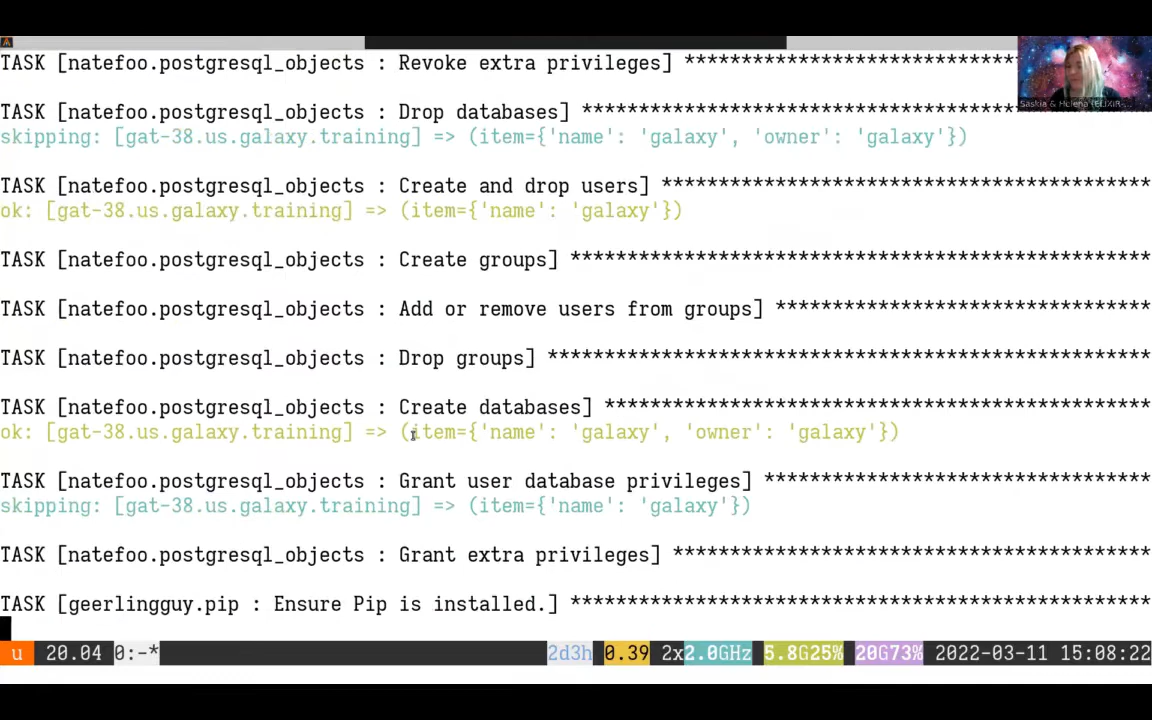 TASK [natefoo.postgresql_objects : Revoke extra privileges] *****************************
Saskia & Helena (ELIXIR-...
TASK [natefoo.postgresql_objects : Drop databases] **************************************
skipping: [gat-38.us.galaxy.training] => (item={'name': 'galaxy', 'owner': 'galaxy'})
TASK [natefoo.postgresql_objects : Create and drop users] *******************************************
ok: [gat-38.us.galaxy.training] => (item={'name': 'galaxy'})
TASK [natefoo.postgresql_objects : Create groups] ***************************************************
TASK [natefoo.postgresql_objects : Add or remove users from groups] *********************************
TASK [natefoo.postgresql_objects : Drop groups] *****************************************************
TASK [natefoo.postgresql_objects : Create databases] ************************************************
ok: [gat-38.us.galaxy.training] => (item={'name': 'galaxy', 'owner': 'galaxy'})
TASK [natefoo.postgresql_objects : Grant user database privileges] **********************************
skipping: [gat-38.us.galaxy.training] => (item={'name': 'galaxy'})
TASK [natefoo.postgresql_objects : Grant extra privileges] ******************************************
TASK [geerlingguy.pip : Ensure Pip is installed.] ***************************************************
u 20.04 0:-* 2d3h 0.39 2x2.0GHz 5.8G25% 20G73% 2022-03-11 15:08:22